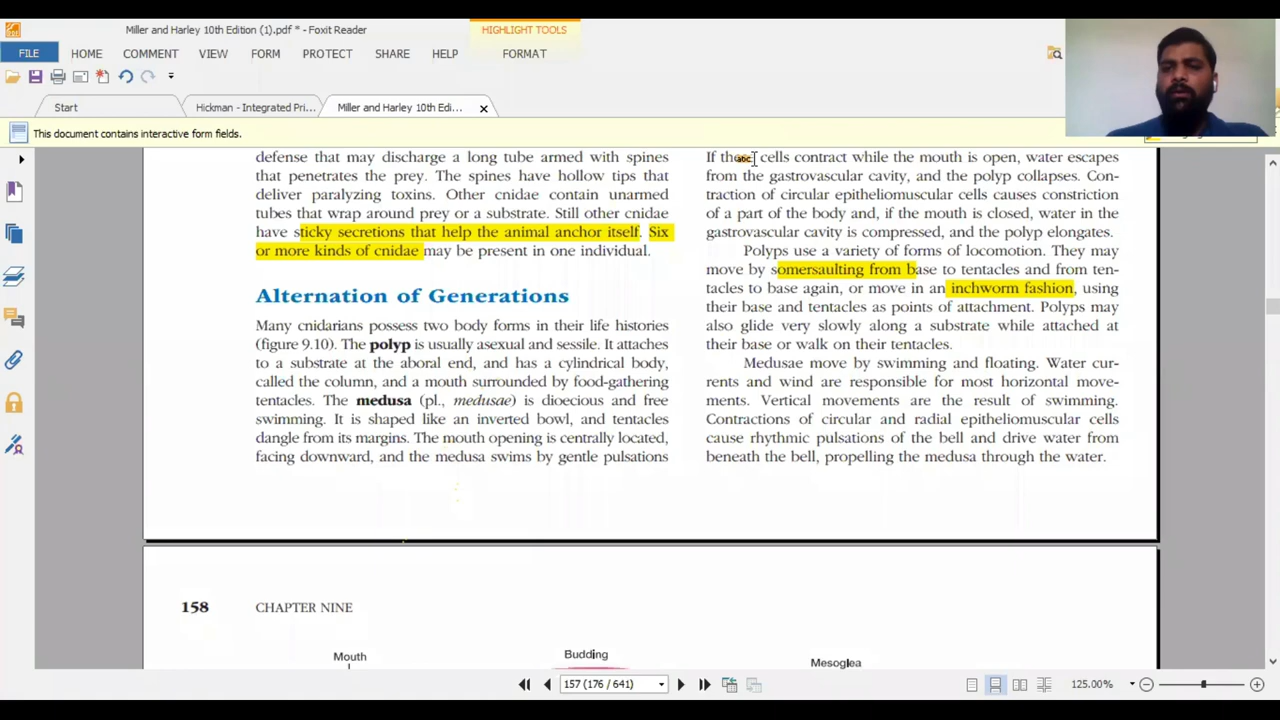 Miller and Harley 10th Edition (1).pdf * - Foxit Reader
HIGHLIGHT TOOLS
FILE HOME COMMENT VIEW FORM PROTECT SHARE HELP FORMAT
Start
Hickman - Integrated Pri...
Miller and Harley 10th Edi...
This document contains interactive form fields.
defense that may discharge a long tube armed with spines
that penetrates the prey. The spines have hollow tips that
deliver paralyzing toxins. Other cnidae contain unarmed
tubes that wrap around prey or a substrate. Still other cnidae
have sticky secretions that help the animal anchor itself. Six
or more kinds of cnidae may be present in one individual.
Alternation of Generations
Many cnidarians possess two body forms in their life histories
(figure 9.10). The polyp is usually asexual and sessile. It attaches
to a substrate at the aboral end, and has a cylindrical body,
called the column, and a mouth surrounded by food-gathering
tentacles. The medusa (pl., medusae) is dioecious and free
swimming. It is shaped like an inverted bowl, and tentacles
dangle from its margins. The mouth opening is centrally located,
facing downward, and the medusa swims by gentle pulsations
If cells contract while the mouth is open, water escapes
from the gastrovascular cavity, and the polyp collapses. Con-
traction of circular epitheliomuscular cells causes constriction
of a part of the body and, if the mouth is closed, water in the
gastrovascular cavity is compressed, and the polyp elongates.
Polyps use a variety of forms of locomotion. They may
move by somersaulting from base to tentacles and from ten-
tacles to base again, or move in an inchworm fashion, using
their base and tentacles as points of attachment. Polyps may
also glide very slowly along a substrate while attached at
their base or walk on their tentacles.
Medusae move by swimming and floating. Water cur-
rents and wind are responsible for most horizontal move-
ments. Vertical movements are the result of swimming.
Contractions of circular and radial epitheliomuscular cells
cause rhythmic pulsations of the bell and drive water from
beneath the bell, propelling the medusa through the water.
158 CHAPTER NINE
Mouth
Budding
Mesoglea
157 (176 / 641)
125.00%